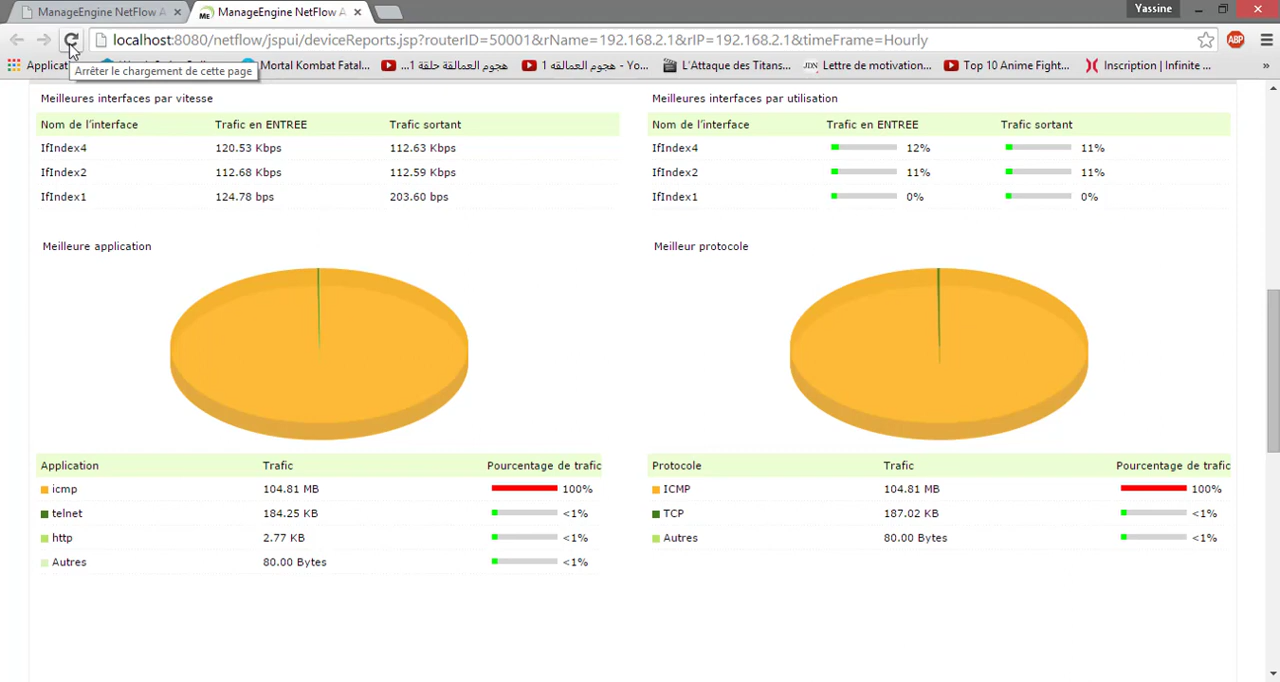 ManageEngine NetFlow A
ManageEngine NetFlow A
Yassine
localhost:8080/netflow/jspui/deviceReports.jsp?routerID=50001&rName=192.168.2.1&rIP=192.168.2.1&timeFrame=Hourly
ABP
Applicat
Mortal Kombat Fatal...
هجوم العمالقة حلقة 1...
هجوم العمالقة 1 - Yo...
L'Attaque des Titans...
JDN Lettre de motivation...
Top 10 Anime Fight...
Inscription | Infinite ...
»
Arrêter le chargement de cette page
Meilleures interfaces par vitesse
Nom de l'interface Trafic en ENTREE Trafic sortant
IfIndex4 120.53 Kbps 112.63 Kbps
IfIndex2 112.68 Kbps 112.59 Kbps
IfIndex1 124.78 bps 203.60 bps
Meilleures interfaces par utilisation
Nom de l'interface Trafic en ENTREE Trafic sortant
IfIndex4 12% 11%
IfIndex2 11% 11%
IfIndex1 0% 0%
Meilleure application
Application Trafic Pourcentage de trafic
icmp 104.81 MB 100%
telnet 184.25 KB <1%
http 2.77 KB <1%
Autres 80.00 Bytes <1%
Meilleur protocole
Protocole Trafic Pourcentage de trafic
ICMP 104.81 MB 100%
TCP 187.02 KB <1%
Autres 80.00 Bytes <1%